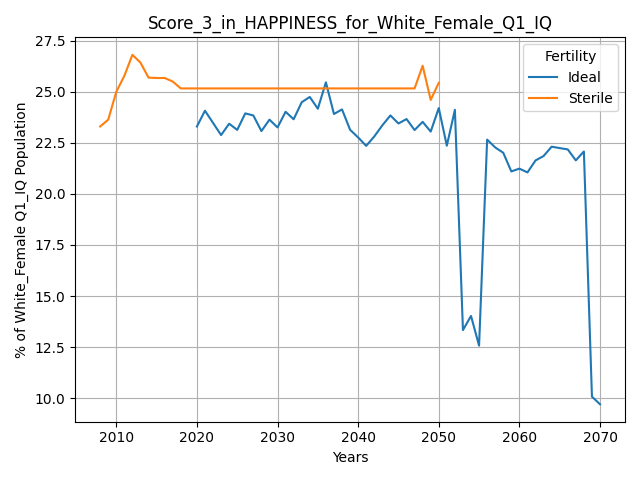 Score_3_in_HAPPINESS_for_White_Female_Q1_IQ
27.5
25.0
22.5
20.0
17.5
15.0
12.5
10.0
% of White_Female Q1_IQ Population
Fertility
Ideal
Sterile
2010 2020 2030 2040 2050 2060 2070
Years